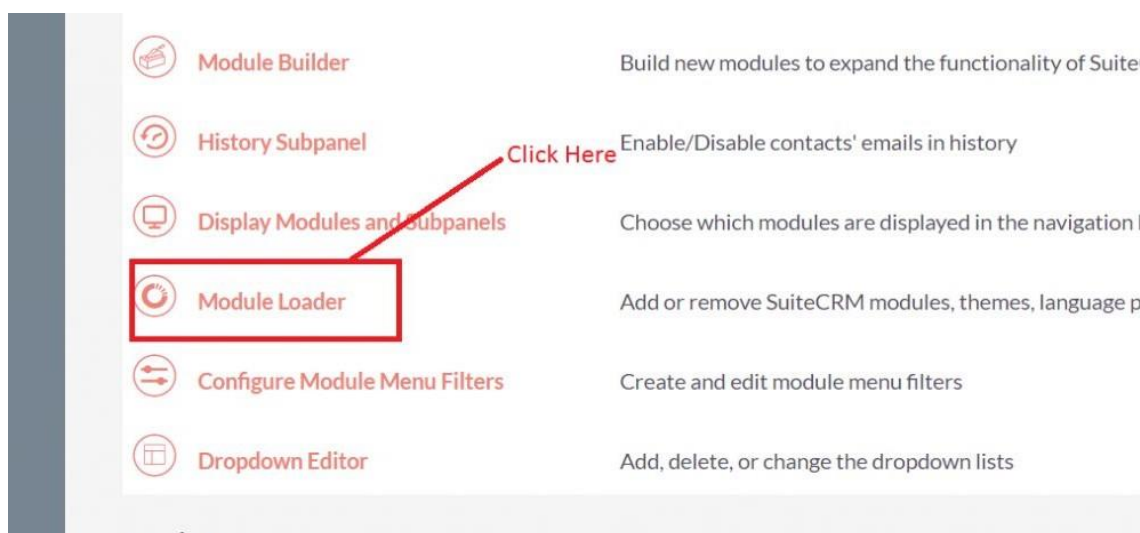 Module Builder Build new modules to expand the functionality of
History Subpanel Enable/Disable contacts' emails in history
Click Here
Display Modules and Subpanels Choose which modules are displayed in the navigation
Module Loader Add or remove SuiteCRM modules, themes, language
Configure Module Menu Filters Create and edit module menu filters
Dropdown Editor Add, delete, or change the dropdown lists